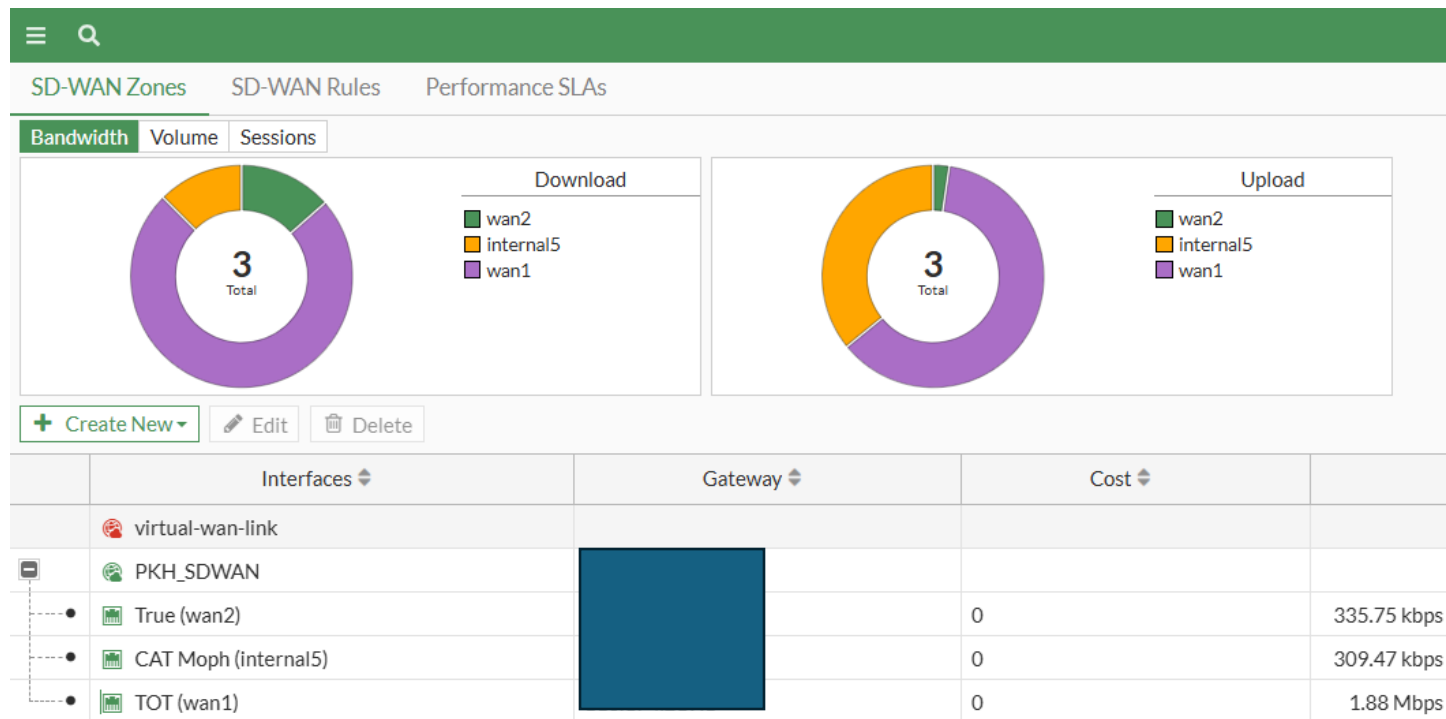 SD-WAN Zones SD-WAN Rules Performance SLAs
Bandwidth Volume Sessions
Download
wan2
internal5
wan1
3
Total
Upload
wan2
internal5
wan1
3
Total
Create New Edit Delete
Interfaces Gateway Cost
virtual-wan-link
PKH_SDWAN
True (wan2) 0 335.75 kbps
CAT Moph (internal5) 0 309.47 kbps
TOT (wan1) 0 1.88 Mbps